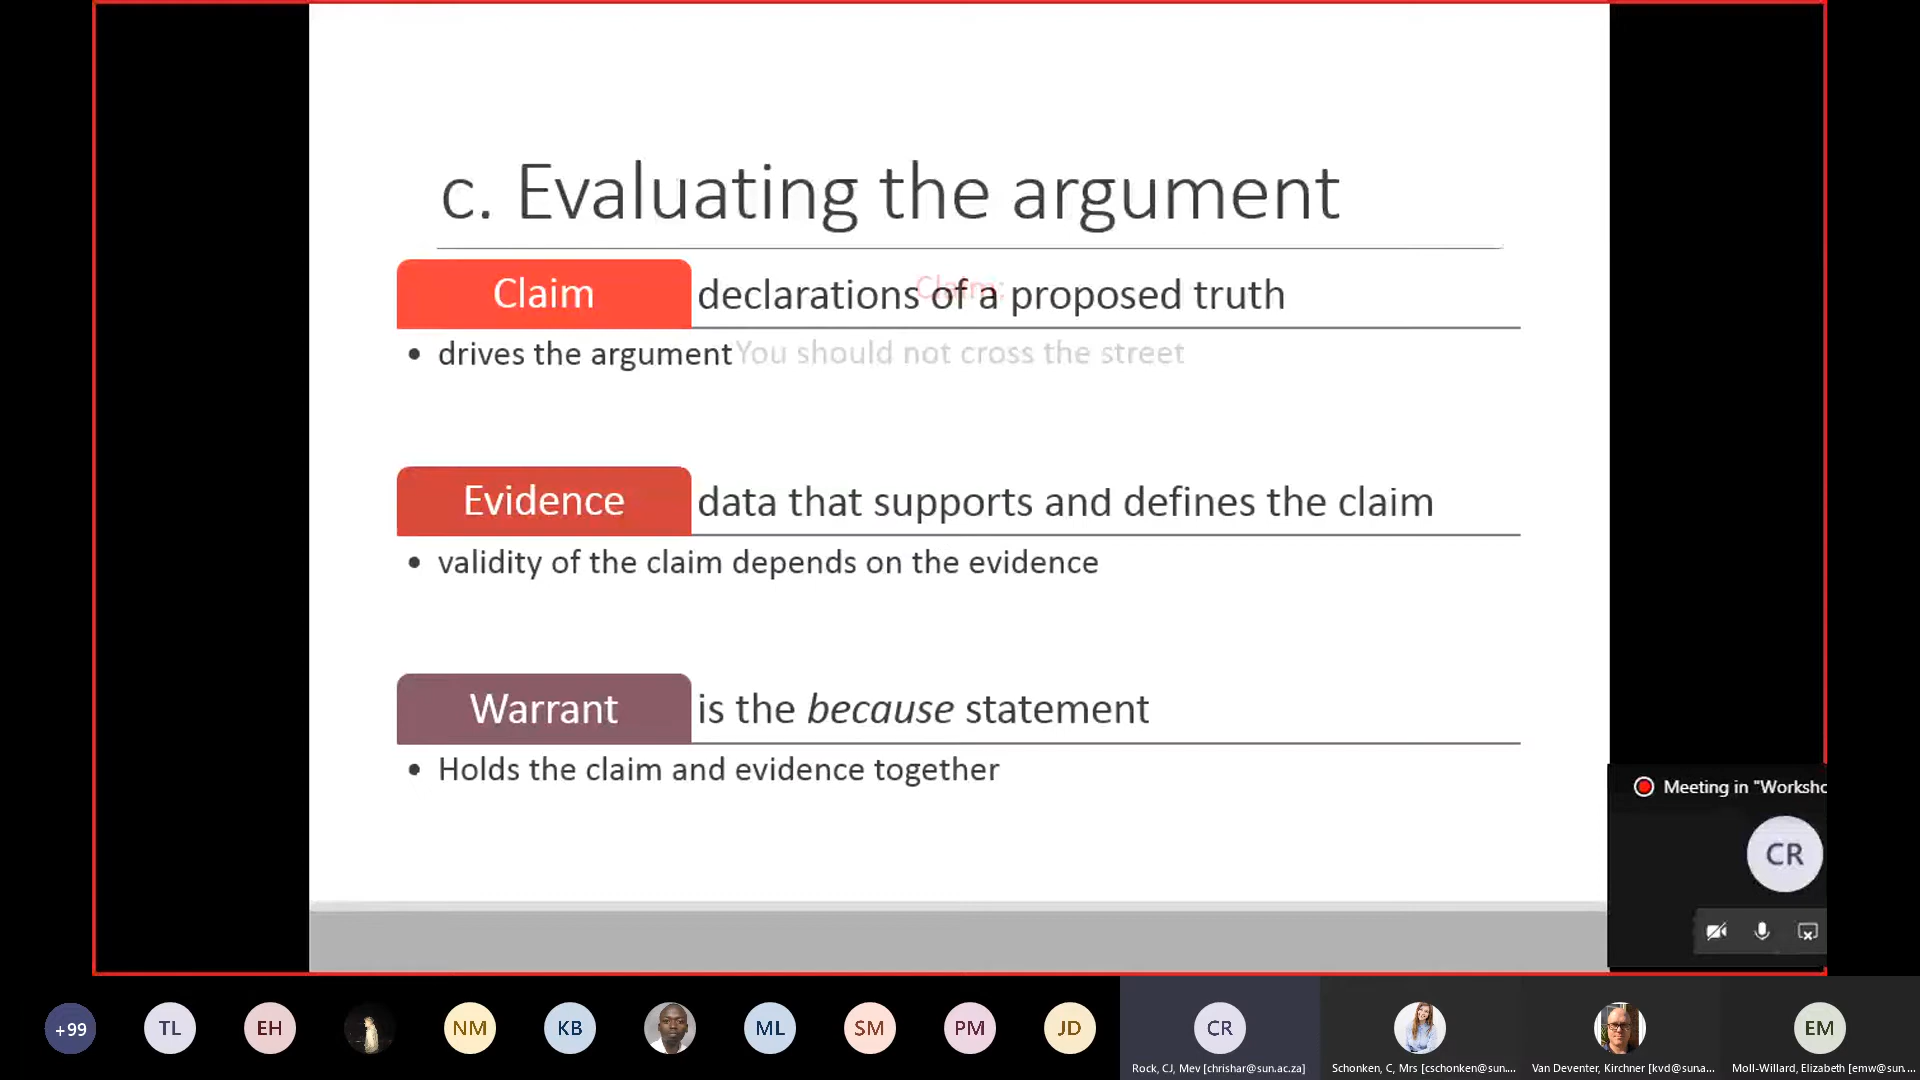 c. Evaluating the argument
Claim declarations of a proposed truth
Claim:
• drives the argument
You should not cross the street
Evidence data that supports and defines the claim
• validity of the claim depends on the evidence
Warrant is the because statement
• Holds the claim and evidence together
Meeting in "Worksho
CR
+99 TL EH NM KB ML SM PM JD CR EM
Rock, CJ, Mev [chrishar@sun.ac.za] Schonken, C, Mrs [cschonken@sun.... Van Deventer, Kirchner [kvd@suna... Moll-Willard, Elizabeth [emw@sun....